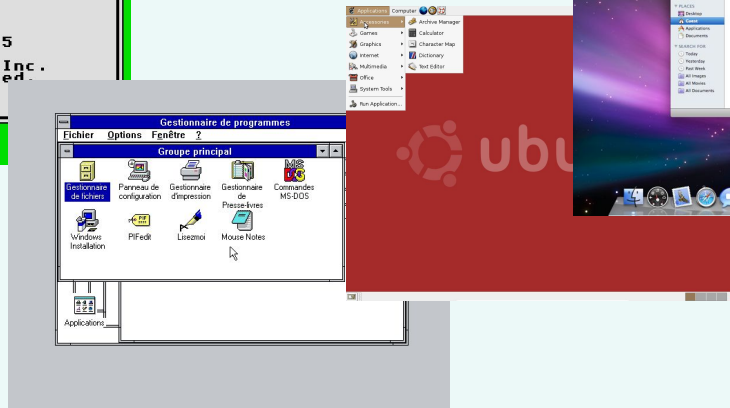 5
Inc.
ed.
Gestionnaire de programmes
Fichier Options Fenêtre ?
Groupe principal
Gestionnaire
de fichiers
Panneau de
configuration
Gestionnaire
d'impression
Gestionnaire
de
Presse-livres
Commandes
MS-DOS
Windows
Installation
PIFedit
Lisezmoi
Mouse Notes
Applications
Applications Computer
Accessories
Games
Graphics
Internet
Multimedia
Office
System Tools
Run Application...
Archive Manager
Calculator
Character Map
Dictionary
Text Editor
ubu
PLACES
Desktop
Guest
Applications
Documents
SEARCH FOR
Today
Yesterday
Past Week
All Images
All Movies
All Documents